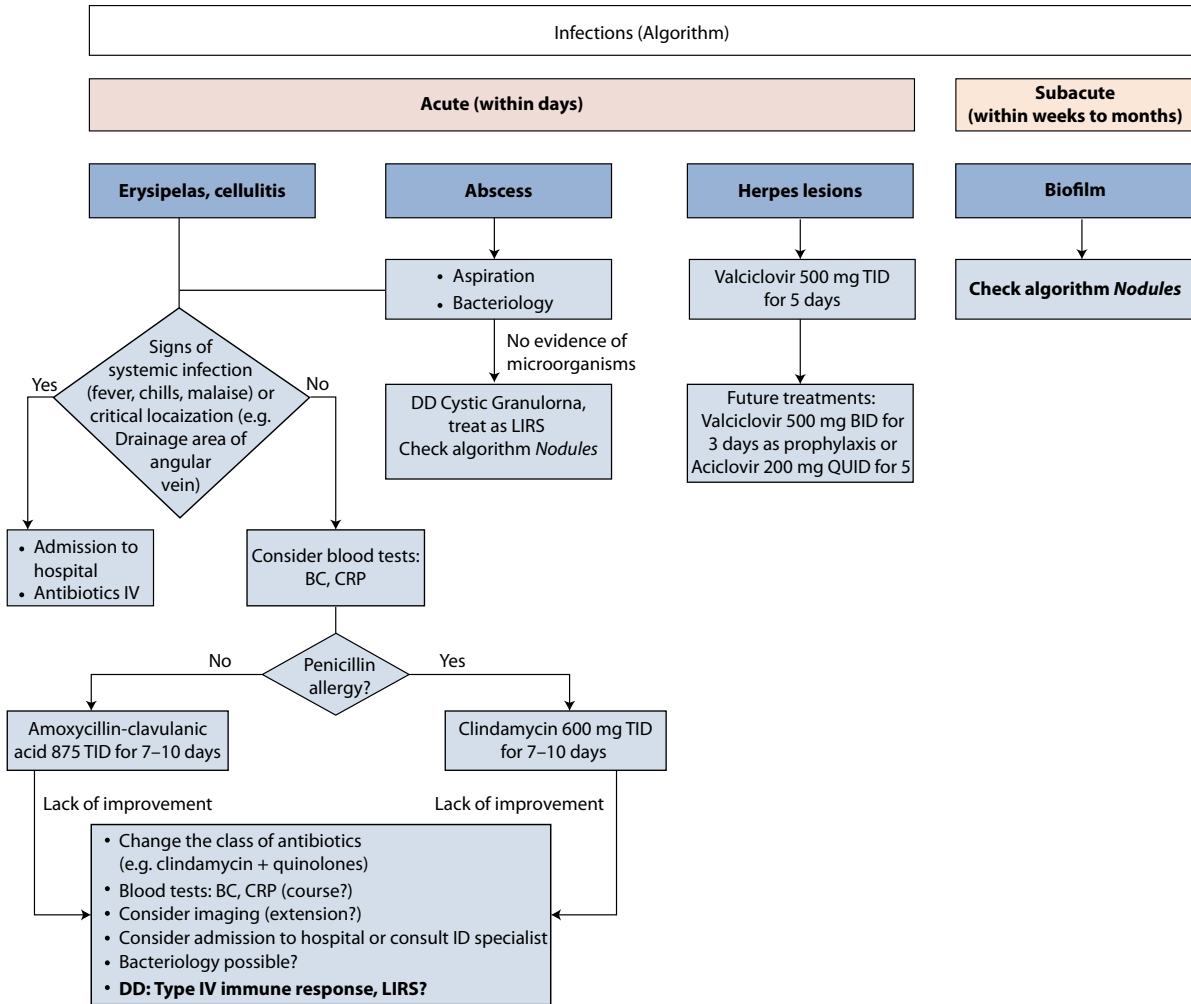 Infections (Algorithm)
Acute (within days)
Subacute
(within weeks to months)
Erysipelas, cellulitis
Abscess
Herpes lesions
Biofilm
• Aspiration
• Bacteriology
Valciclovir 500 mg TID
for 5 days
Check algorithm Nodules
No evidence of
microorganisms
Signs of
systemic infection
(fever, chills, malaise) or
critical locaization (e.g.
Drainage area of
angular
vein)
Yes
No
DD Cystic Granulorna,
treat as LIRS
Check algorithm Nodules
Future treatments:
Valciclovir 500 mg BID for
3 days as prophylaxis or
Aciclovir 200 mg QUID for 5
• Admission to
hospital
• Antibiotics IV
Consider blood tests:
BC, CRP
No
Penicillin
allergy?
Yes
Amoxycillin-clavulanic
acid 875 TID for 7–10 days
Clindamycin 600 mg TID
for 7–10 days
Lack of improvement
Lack of improvement
• Change the class of antibiotics
(e.g. clindamycin + quinolones)
• Blood tests: BC, CRP (course?)
• Consider imaging (extension?)
• Consider admission to hospital or consult ID specialist
• Bacteriology possible?
• DD: Type IV immune response, LIRS?